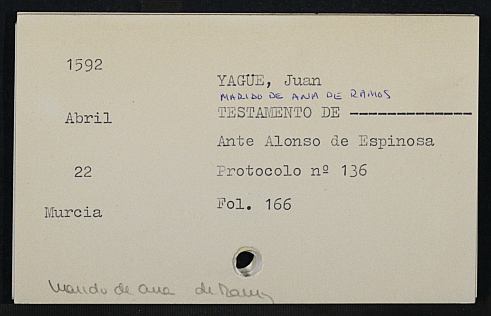 1592
YAGÜE, Juan
MARIDO DE ANA DE RAMOS
Abril
TESTAMENTO DE -------------
Ante Alonso de Espinosa
22
Protocolo nº 136
Murcia
Fol. 166
Marido de ana de Ramos